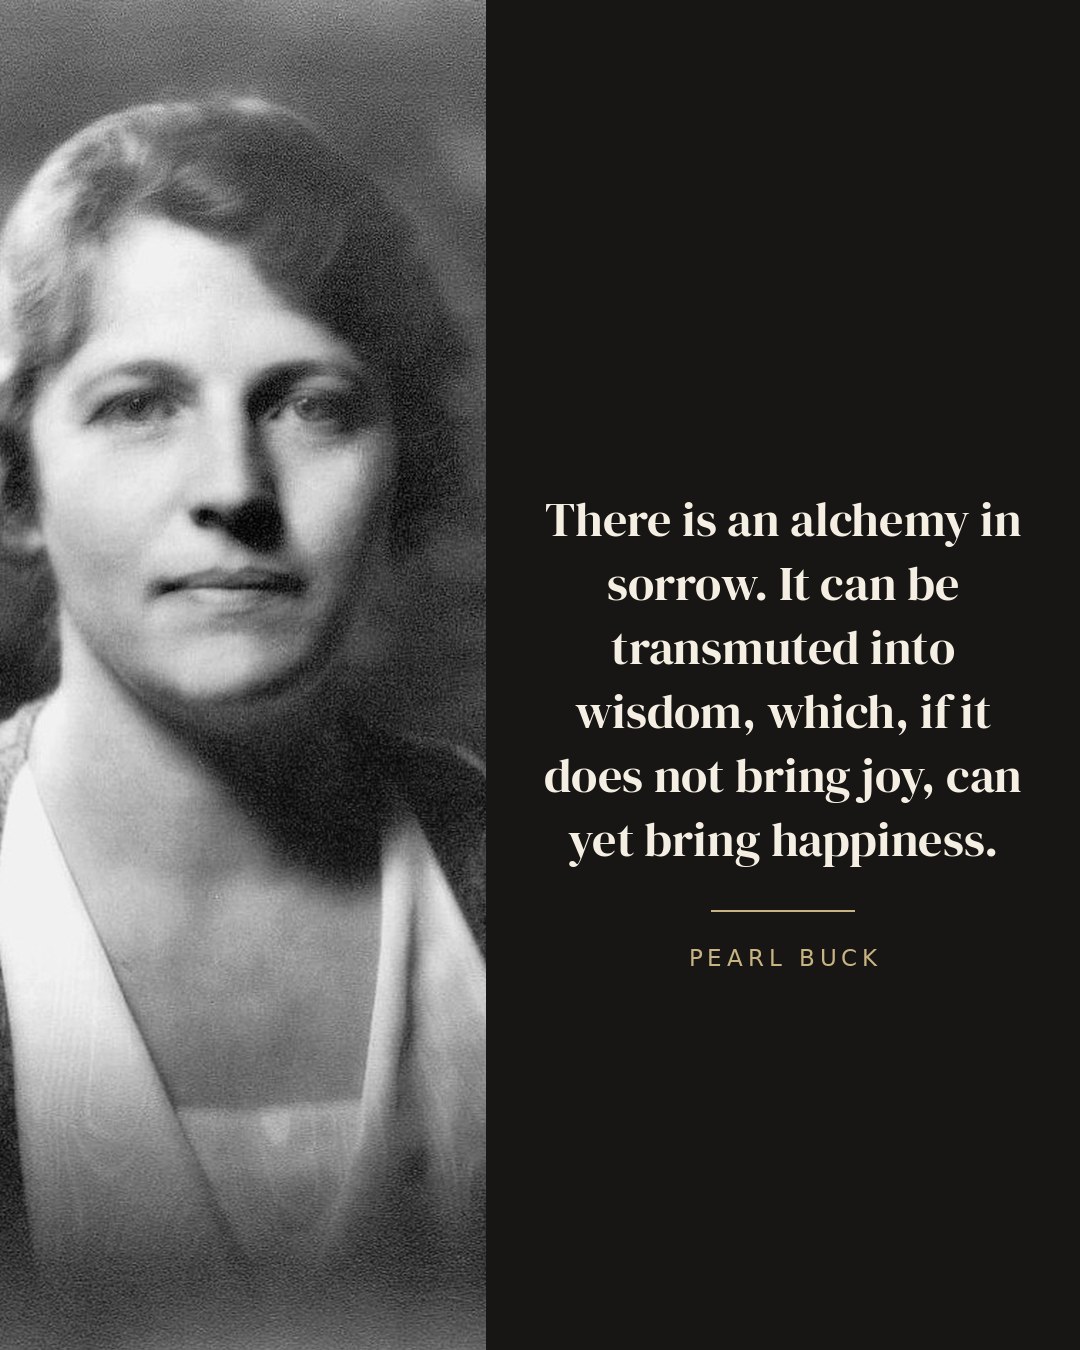 There is an alchemy in
sorrow. It can be
transmuted into
wisdom, which, if it
does not bring joy, can
yet bring happiness.
PEARL BUCK